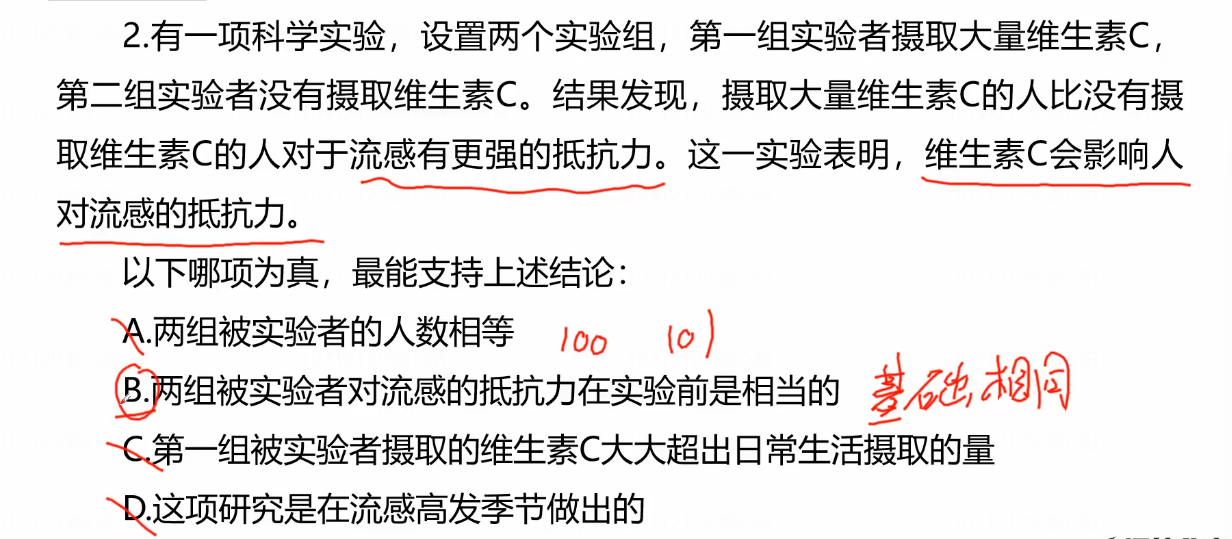 2.有一项科学实验，设置两个实验组，第一组实验者摄取大量维生素C，
第二组实验者没有摄取维生素C。结果发现，摄取大量维生素C的人比没有摄
取维生素C的人对于流感有更强的抵抗力。这一实验表明，维生素C会影响人
对流感的抵抗力。
以下哪项为真，最能支持上述结论：
A.两组被实验者的人数相等 100 101
B.两组被实验者对流感的抵抗力在实验前是相当的 基础相同
C.第一组被实验者摄取的维生素C大大超出日常生活摄取的量
D.这项研究是在流感高发季节做出的